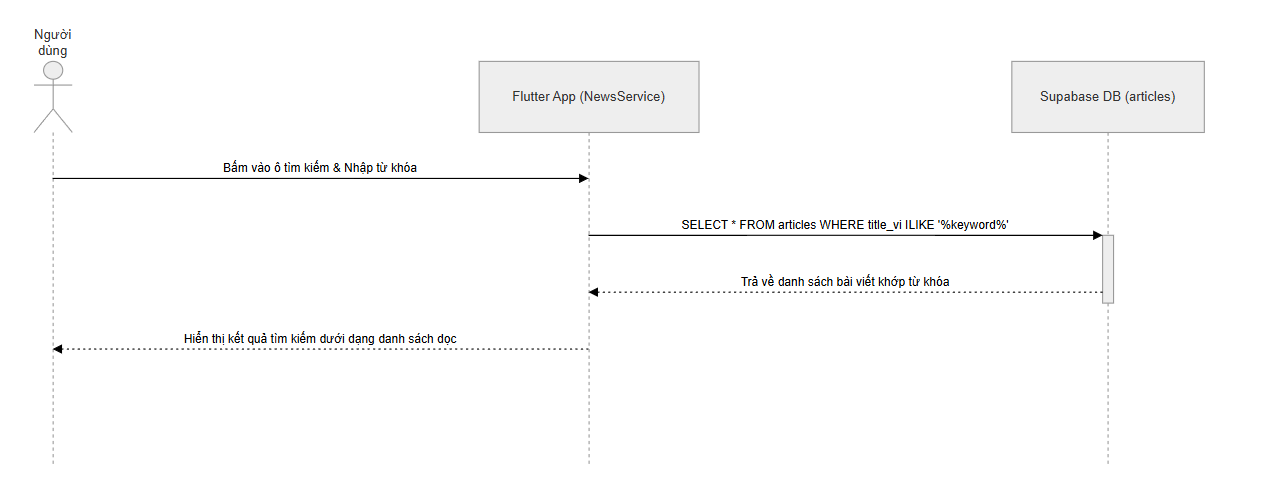 Người
dùng
Flutter App (NewsService)
Supabase DB (articles)
Bấm vào ô tìm kiếm & Nhập từ khóa
SELECT * FROM articles WHERE title_vi ILIKE '%keyword%'
Trả về danh sách bài viết khớp từ khóa
Hiển thị kết quả tìm kiếm dưới dạng danh sách dọc